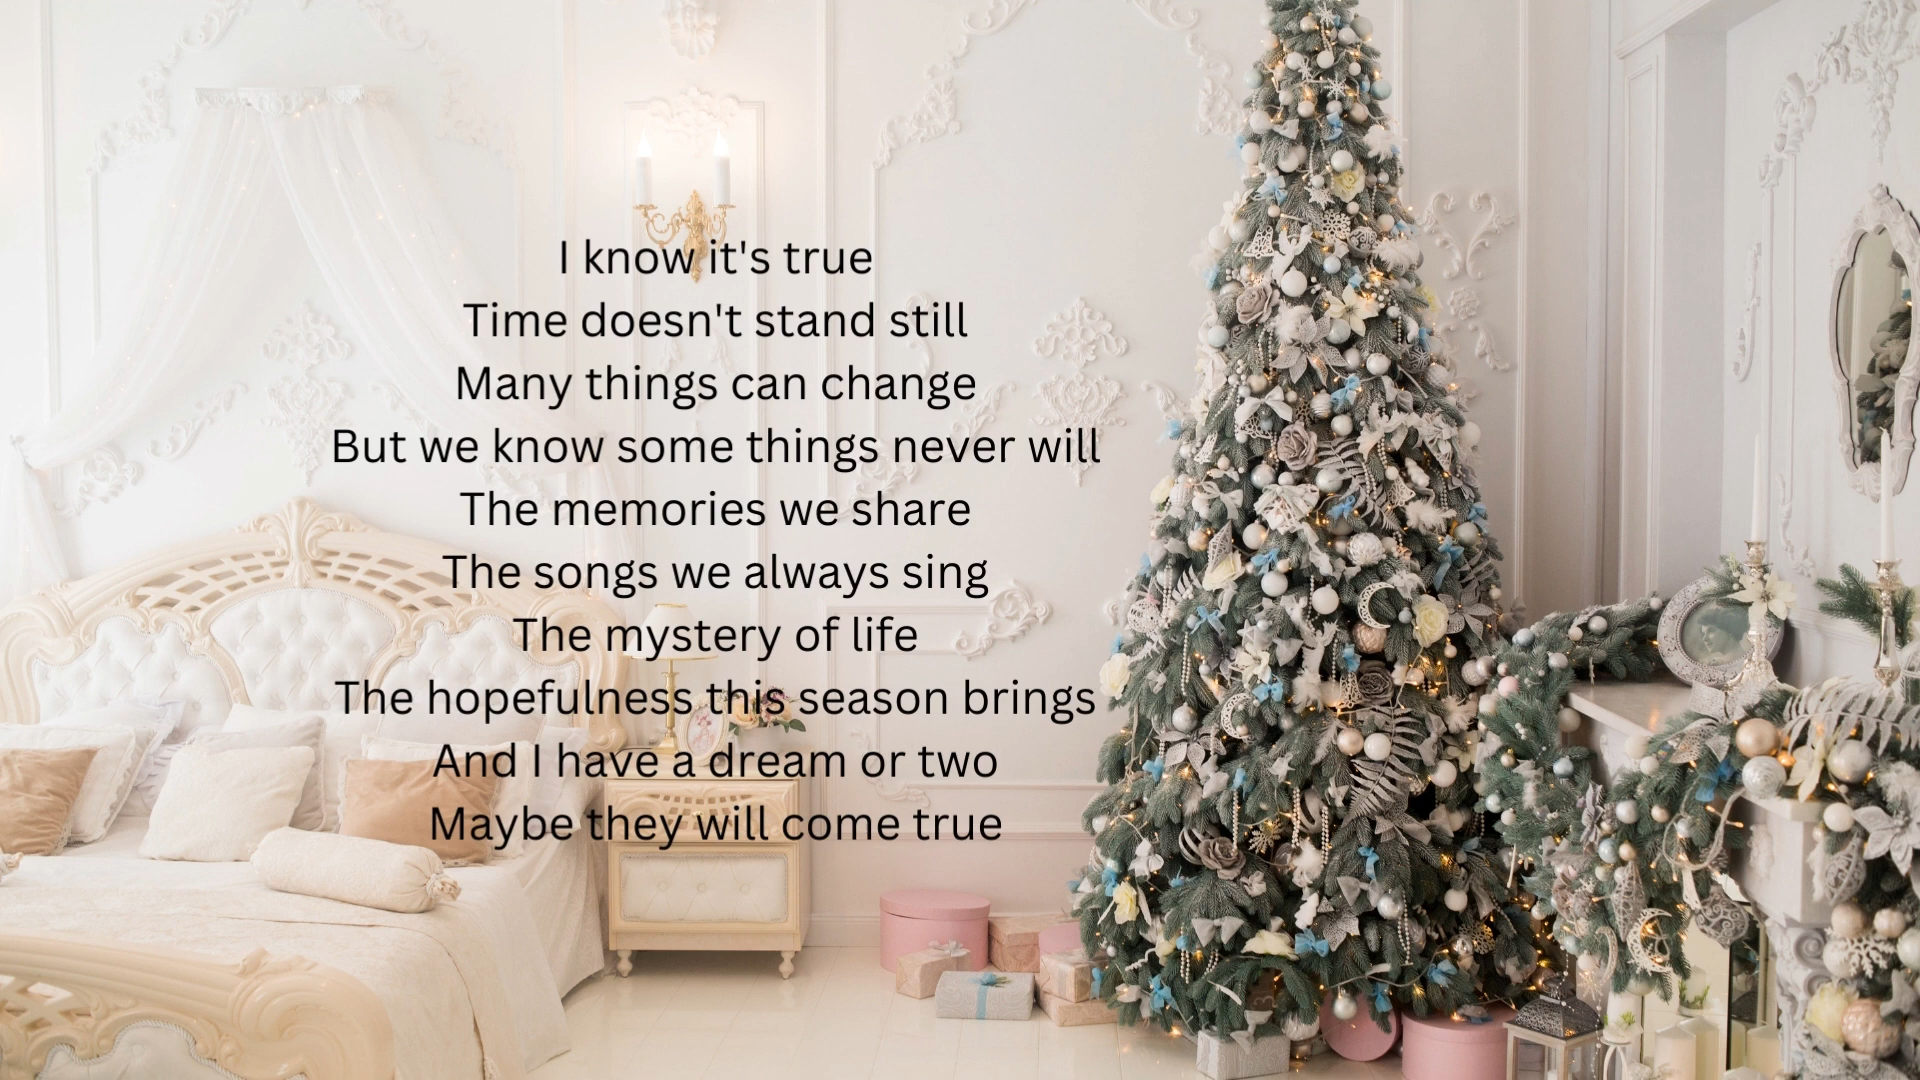 I know it's true
Time doesn't stand still
Many things can change
But we know some things never will
The memories we share
The songs we always sing
The mystery of life
The hopefulness this season brings
And I have a dream or two
Maybe they will come true